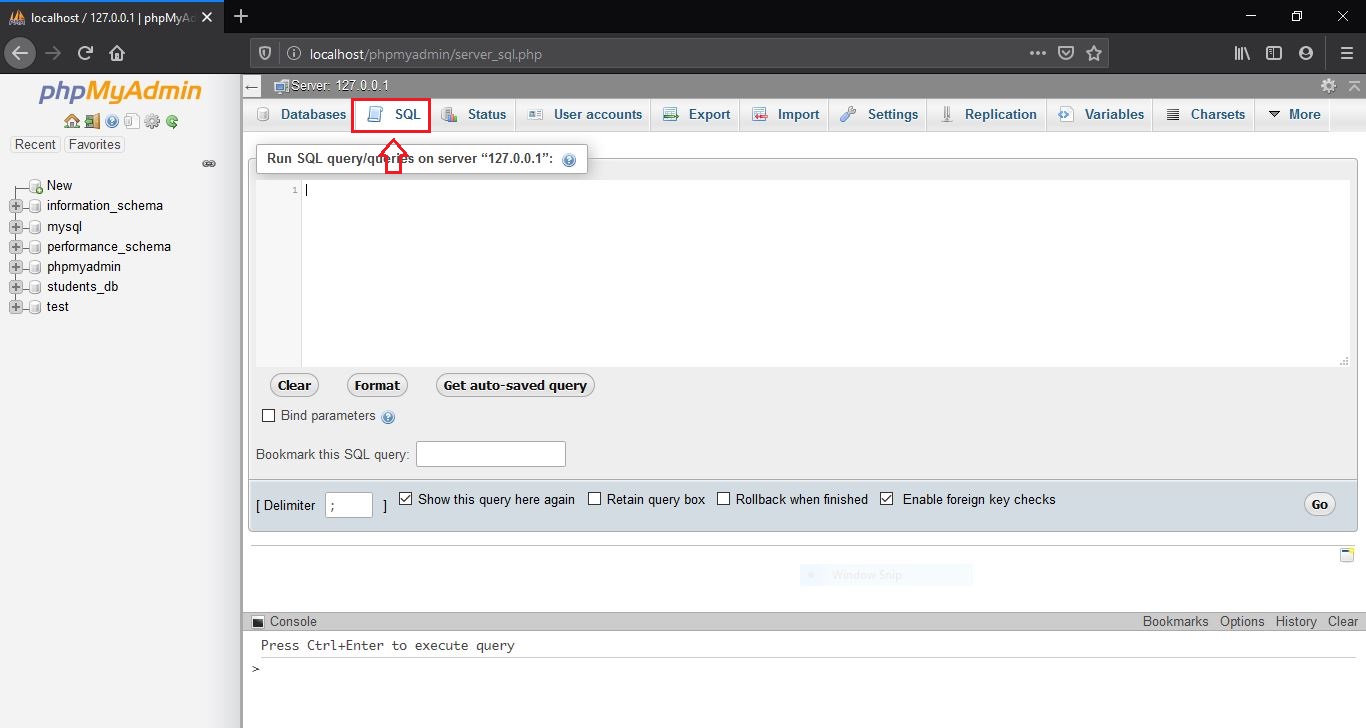 localhost / 127.0.0.1 | phpMyAd
localhost/phpmyadmin/server_sql.php
phpMyAdmin
Recent Favorites
New
information_schema
mysql
performance_schema
phpmyadmin
students_db
test
Server: 127.0.0.1
Databases SQL Status User accounts Export Import Settings Replication Variables Charsets More
Run SQL query/queries on server “127.0.0.1”:
1
Clear Format Get auto-saved query
Bind parameters
Bookmark this SQL query:
[ Delimiter ; ] Show this query here again Retain query box Rollback when finished Enable foreign key checks Go
Window Snip
Console Bookmarks Options History Clear
Press Ctrl+Enter to execute query
>